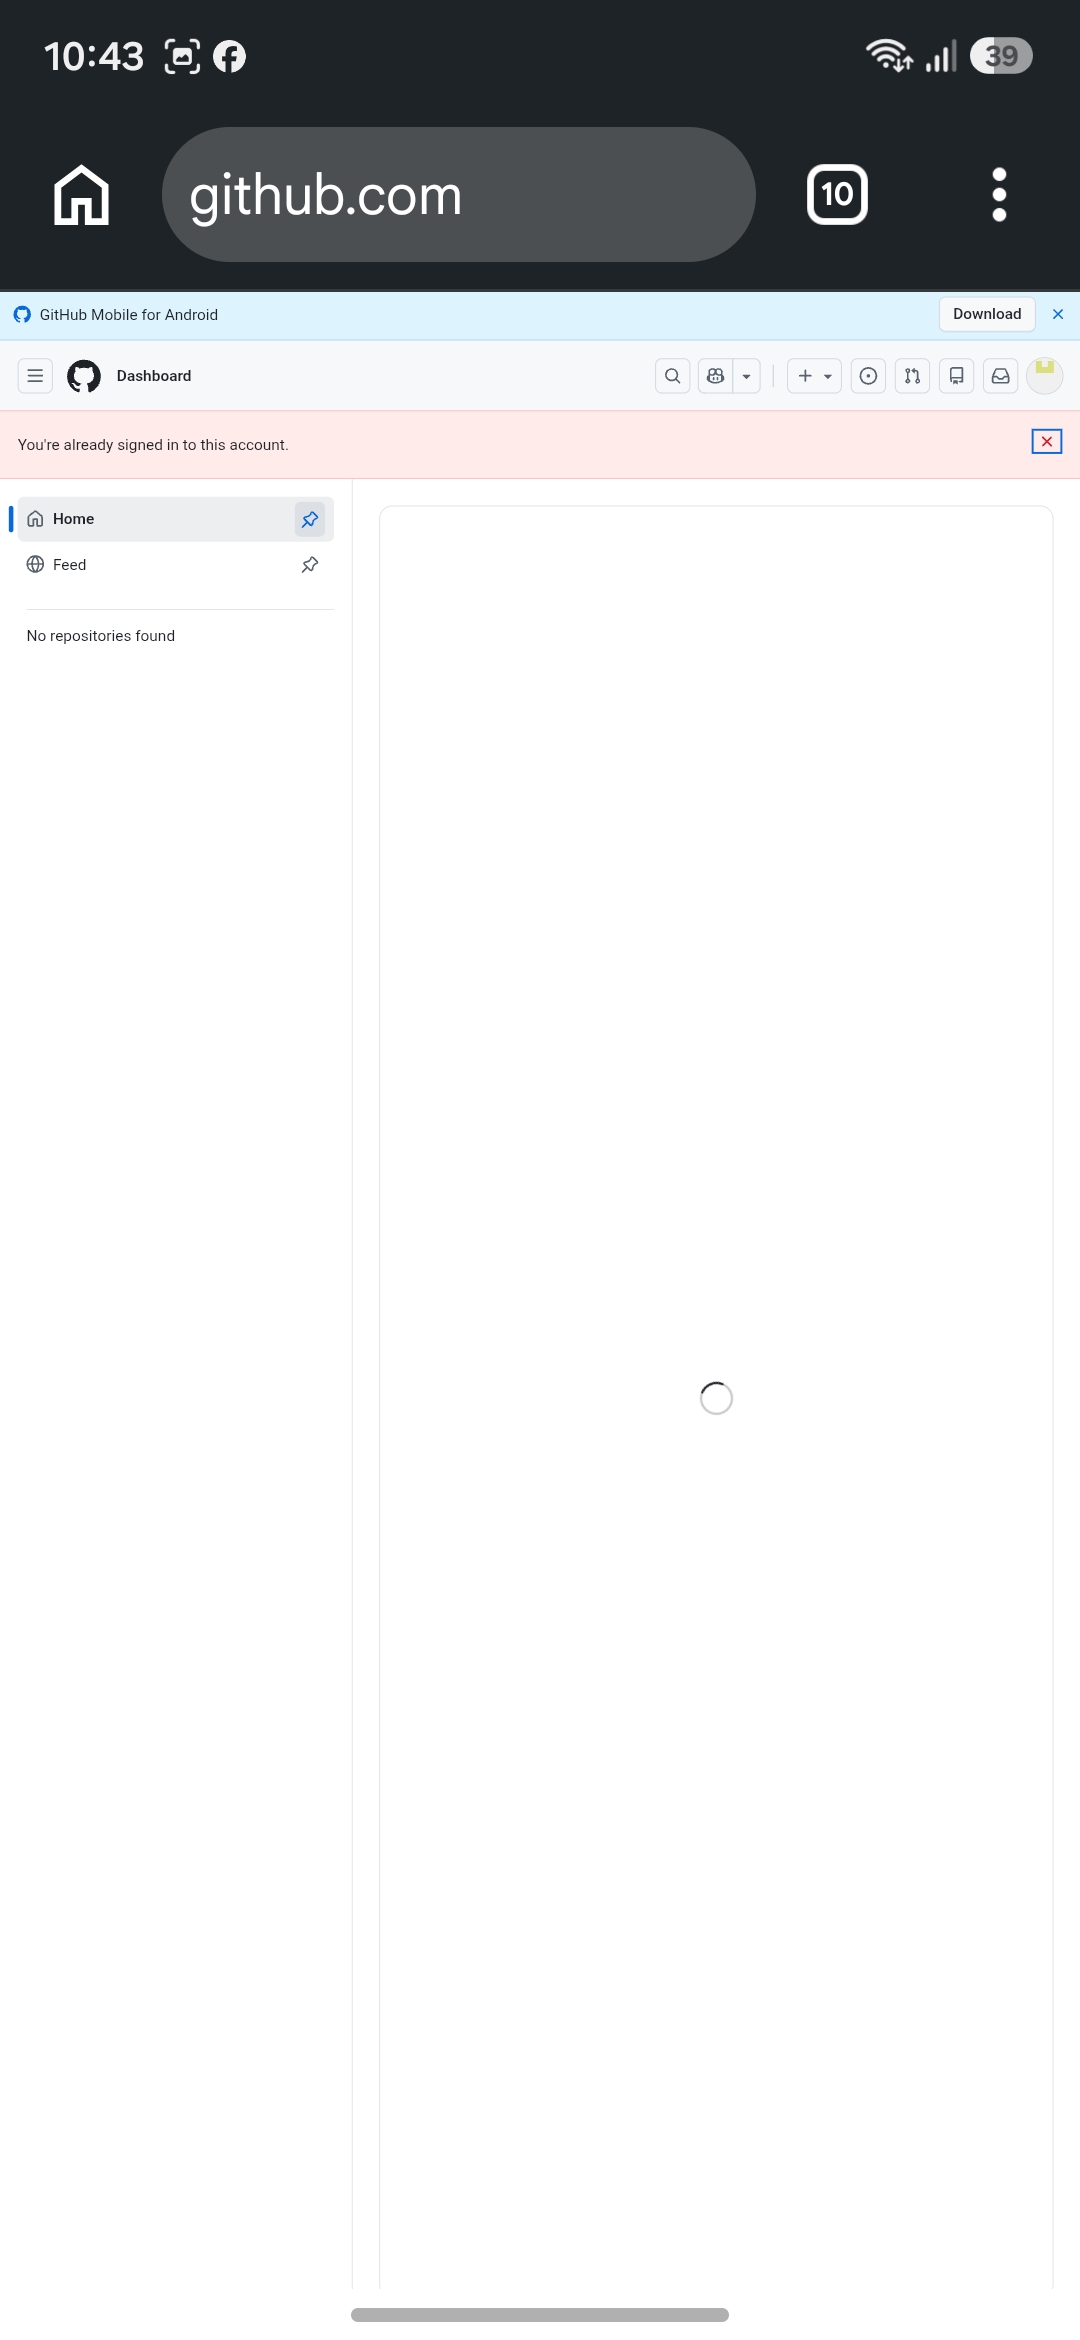 10:43
39
github.com
10
GitHub Mobile for Android
Download
Dashboard
You're already signed in to this account.
Home
Feed
No repositories found